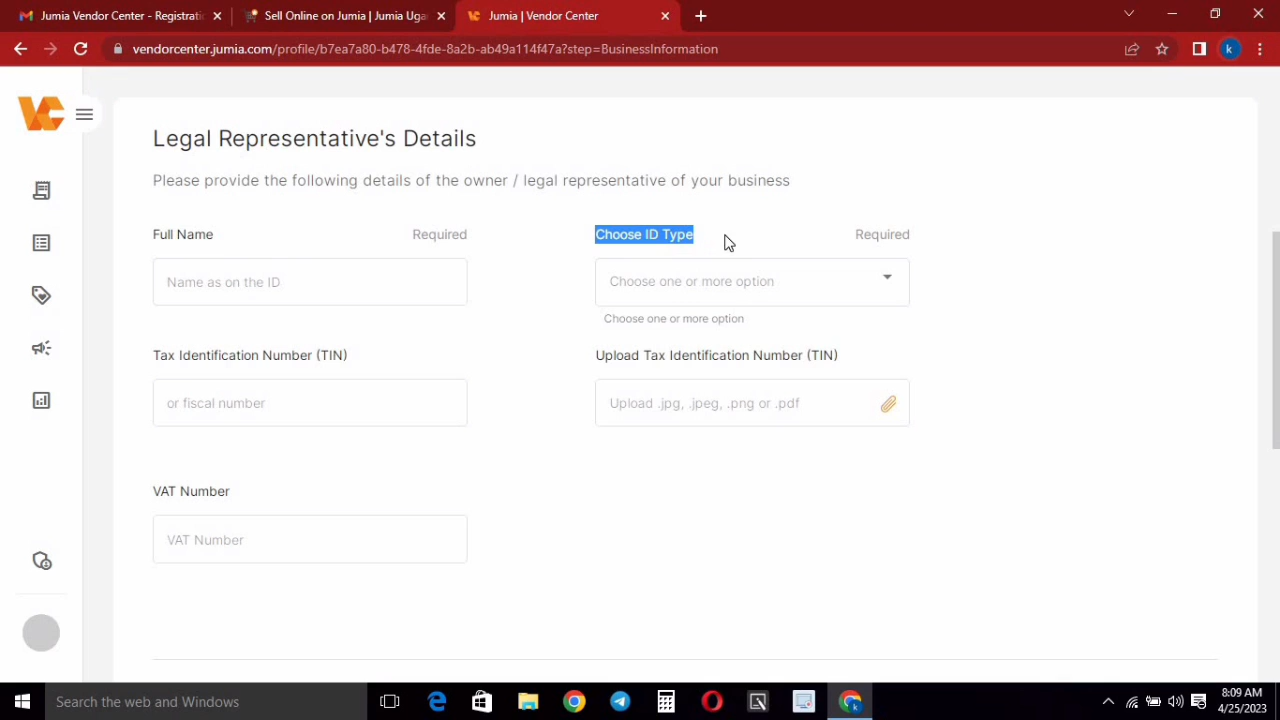 Jumia Vendor Center - Registrati
Sell Online on Jumia | Jumia Uga
Jumia | Vendor Center
vendorcenter.jumia.com/profile/b7ea7a80-b478-4fde-8a2b-ab49a114f47a?step=BusinessInformation
k
VC
Legal Representative's Details
Please provide the following details of the owner / legal representative of your business
Full Name Required
Choose ID Type Required
Name as on the ID
Choose one or more option
Choose one or more option
Tax Identification Number (TIN)
Upload Tax Identification Number (TIN)
or fiscal number
Upload .jpg, .jpeg, .png or .pdf
VAT Number
VAT Number
Search the web and Windows
8:09 AM
4/25/2023